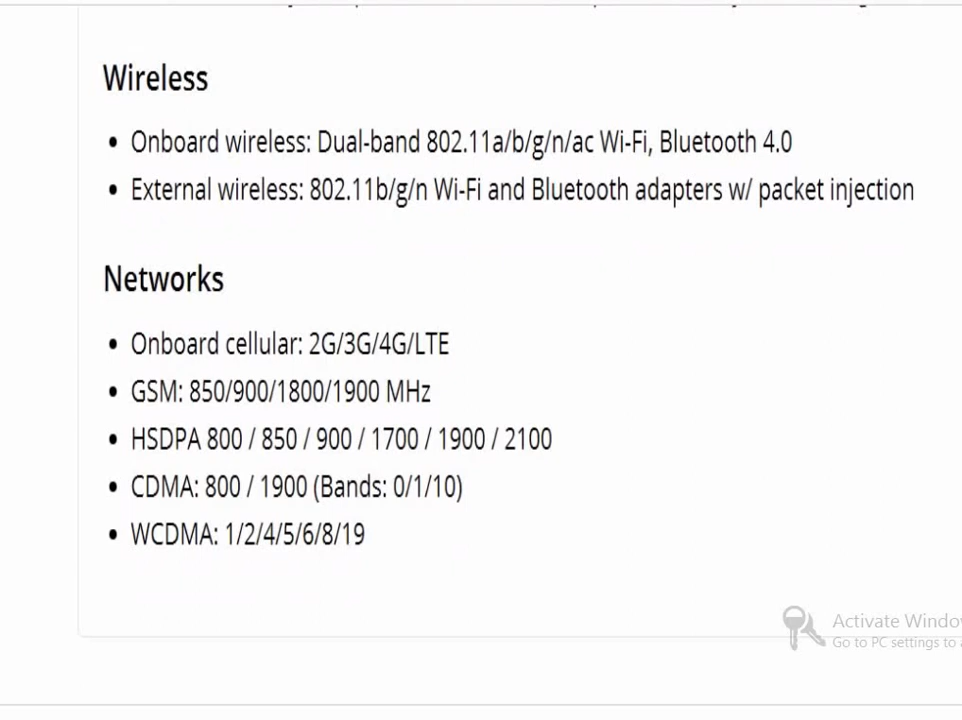 Wireless
• Onboard wireless: Dual-band 802.11a/b/g/n/ac Wi-Fi, Bluetooth 4.0
• External wireless: 802.11b/g/n Wi-Fi and Bluetooth adapters w/ packet injection
Networks
• Onboard cellular: 2G/3G/4G/LTE
• GSM: 850/900/1800/1900 MHz
• HSDPA 800 / 850 / 900 / 1700 / 1900 / 2100
• CDMA: 800 / 1900 (Bands: 0/1/10)
• WCDMA: 1/2/4/5/6/8/19
Activate Windo
Go to PC settings to a